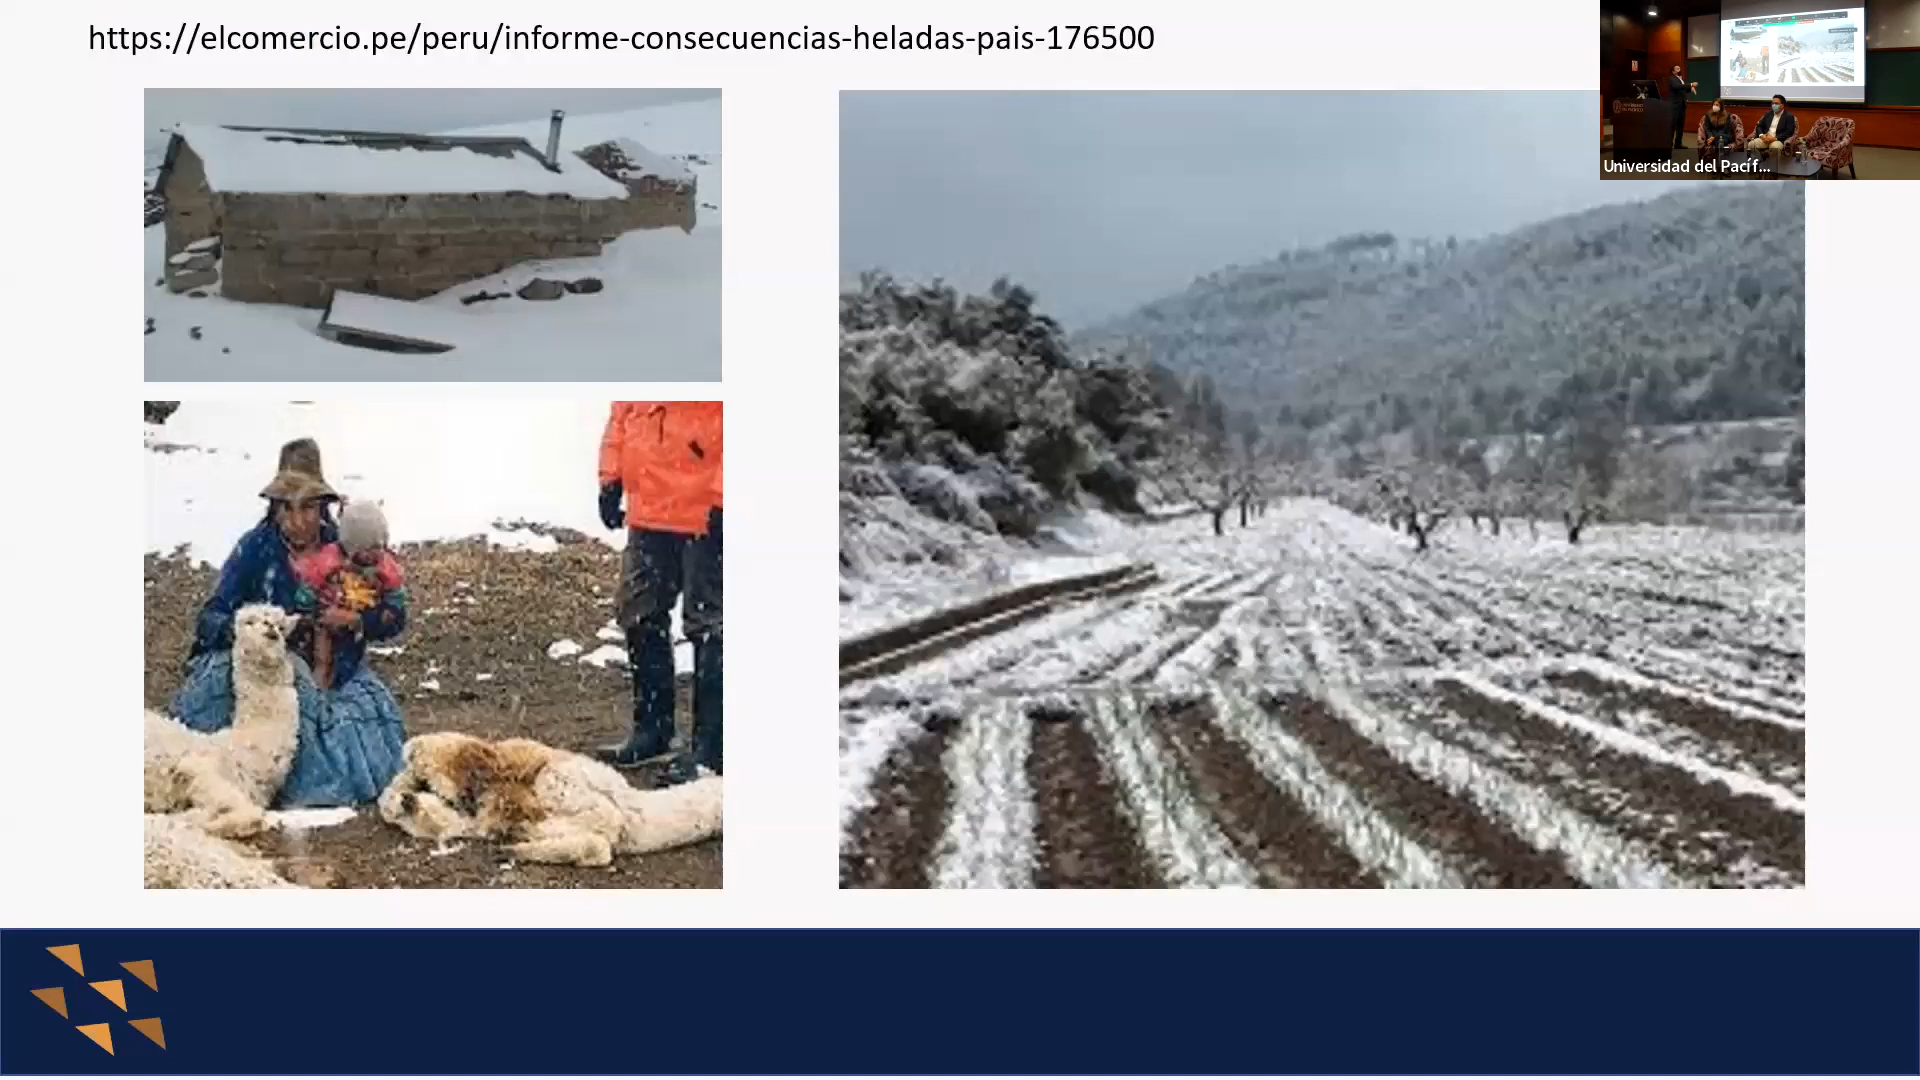 https://elcomercio.pe/peru/informe-consecuencias-heladas-pais-176500
Universidad del Pacíf...